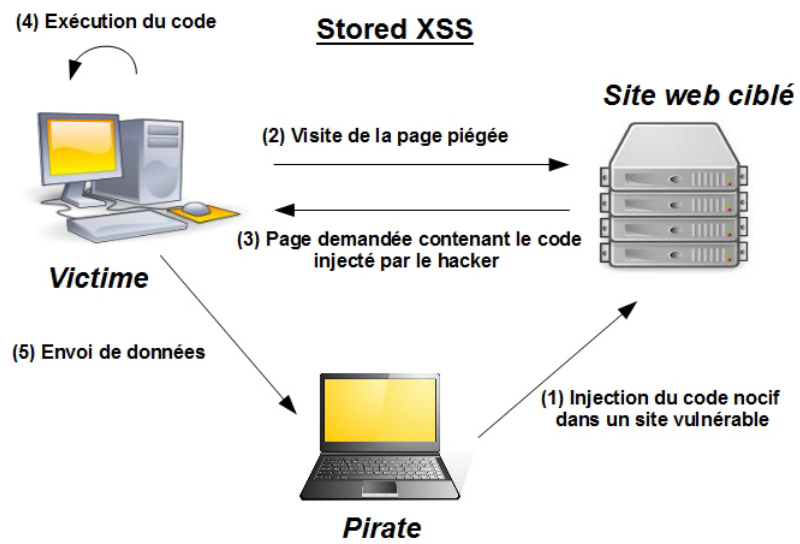 (4) Exécution du code
Stored XSS
Site web ciblé
(2) Visite de la page piégée
(3) Page demandée contenant le code
injecté par le hacker
Victime
(5) Envoi de données
(1) Injection du code nocif
dans un site vulnérable
Pirate